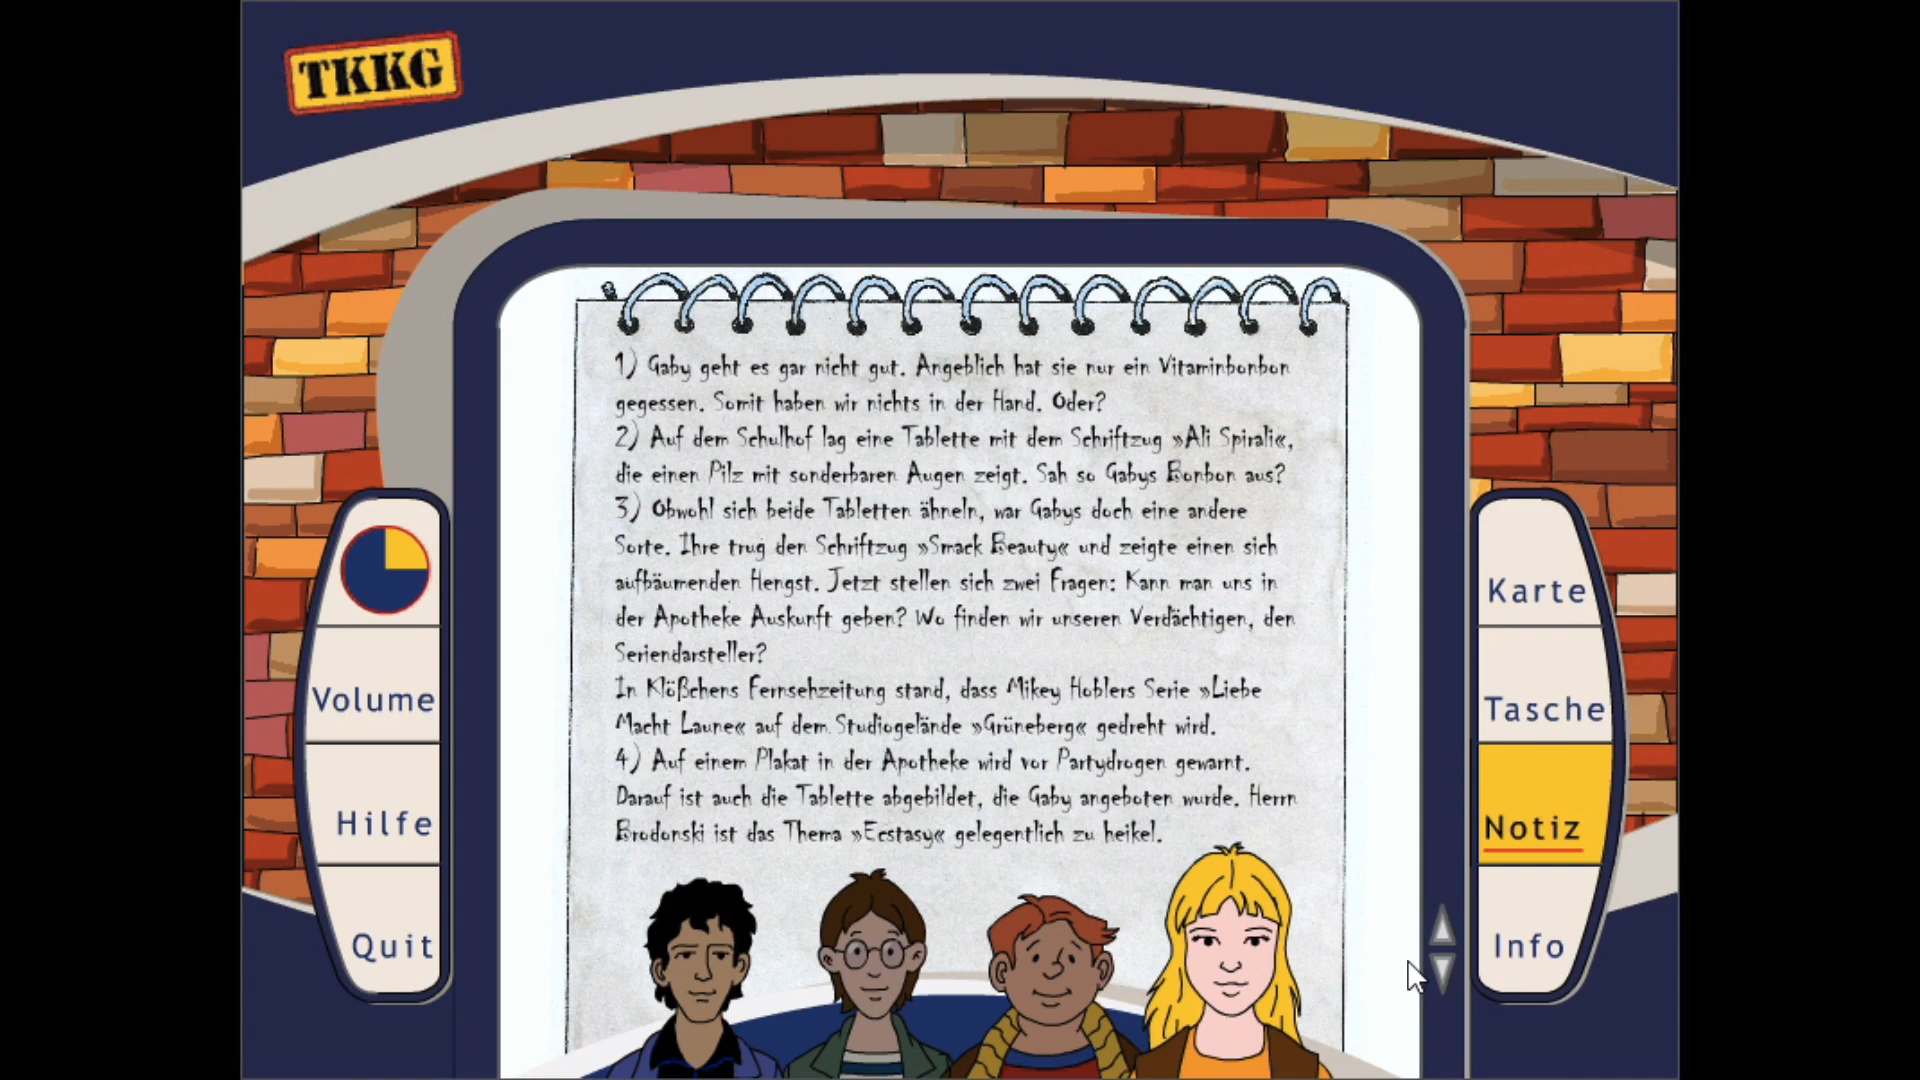 TKKG
1) Gaby geht es gar nicht gut. Angeblich hat sie nur ein Vitaminbonbon
gegessen. Somit haben wir nichts in der Hand. Oder?
2) Auf dem Schulhof lag eine Tablette mit dem Schriftzug »Ali Spirali«,
die einen Pilz mit sonderbaren Augen zeigt. Sah so Gabys Bonbon aus?
3) Obwohl sich beide Tabletten ähneln, war Gabys doch eine andere
Sorte. Ihre trug den Schriftzug »Smack Beauty« und zeigte einen sich
aufbäumenden Hengst. Jetzt stellen sich zwei Fragen: Kann man uns in
der Apotheke Auskunft geben? Wo finden wir unseren Verdächtigen, den
Seriendarsteller?
In Klößchens Fernsehzeitung stand, dass Mikey Hoblers Serie »Liebe
Macht Laune« auf dem Studiogelände »Grüneberg« gedreht wird.
4) Auf einem Plakat in der Apotheke wird vor Partydrogen gewarnt.
Darauf ist auch die Tablette abgebildet, die Gaby angeboten wurde. Herrn
Brodonski ist das Thema »Ecstasy« gelegentlich zu heikel.
Volume
Hilfe
Quit
Karte
Tasche
Notiz
Info